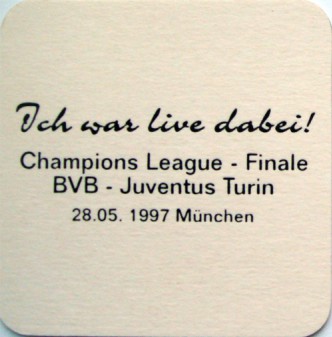 Ich war live dabei!
Champions League - Finale
BVB - Juventus Turin
28.05. 1997 München